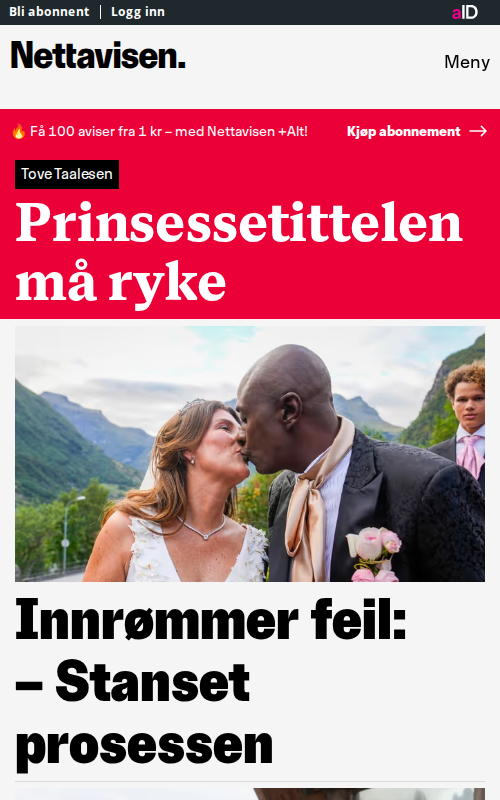 Bli abonnent | Logg inn
aID
Nettavisen.
Meny
🔥 Få 100 aviser fra 1 kr – med Nettavisen +Alt!
Kjøp abonnement →
Tove Taalesen
Prinsessetittelen
må ryke
Innrømmer feil:
– Stanset
prosessen